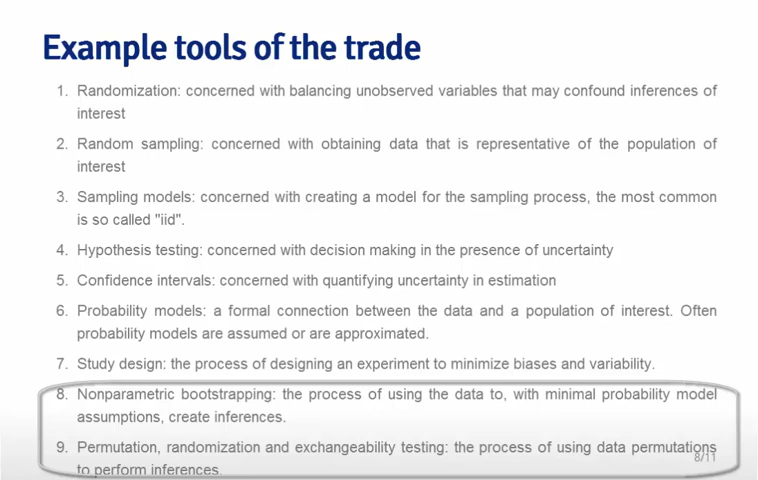 Example tools of the trade
1. Randomization: concerned with balancing unobserved variables that may confound inferences of
interest
2. Random sampling: concerned with obtaining data that is representative of the population of
interest
3. Sampling models: concerned with creating a model for the sampling process, the most common
is so called "iid".
4. Hypothesis testing: concerned with decision making in the presence of uncertainty
5. Confidence intervals: concerned with quantifying uncertainty in estimation
6. Probability models: a formal connection between the data and a population of interest. Often
probability models are assumed or are approximated.
7. Study design: the process of designing an experiment to minimize biases and variability.
8. Nonparametric bootstrapping: the process of using the data to, with minimal probability model
assumptions, create inferences.
9. Permutation, randomization and exchangeability testing: the process of using data permutations
8/11
to perform inferences.